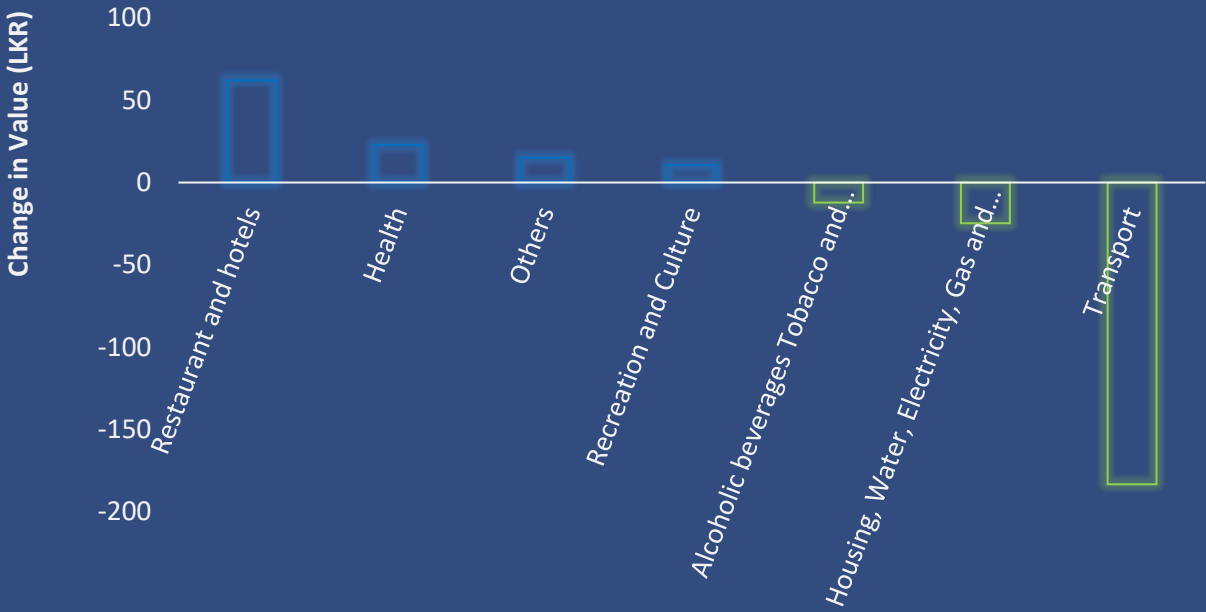 Change in Value (LKR)
100
50
0
-50
-100
-150
-200
Restaurant and hotels
Health
Others
Recreation and Culture
Alcoholic beverages Tobacco and...
Housing, Water, Electricity, Gas and...
Transport